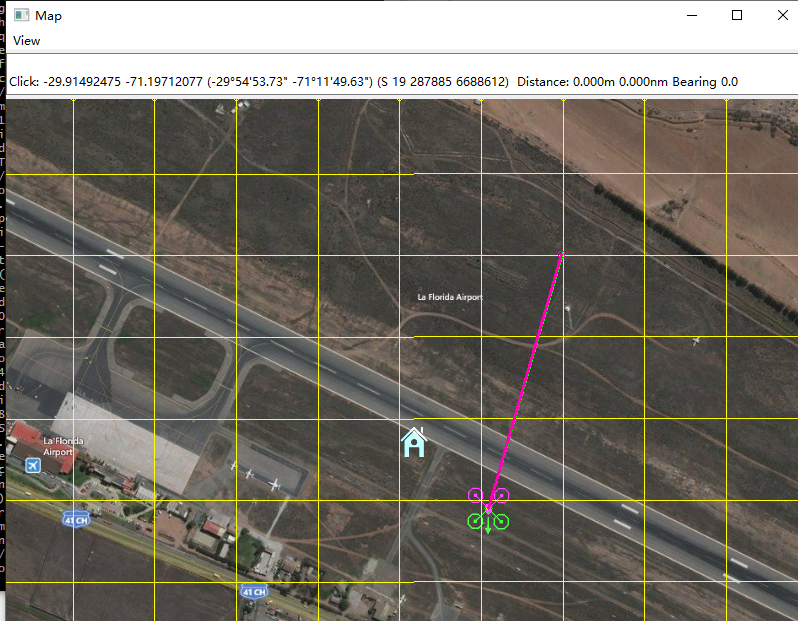 Map
View
Click: -29.91492475 -71.19712077 (-29°54'53.73" -71°11'49.63") (S 19 287885 6688612) Distance: 0.000m 0.000nm Bearing 0.0
La Florida Airport
La Florida
Airport
41 CH
41 CH